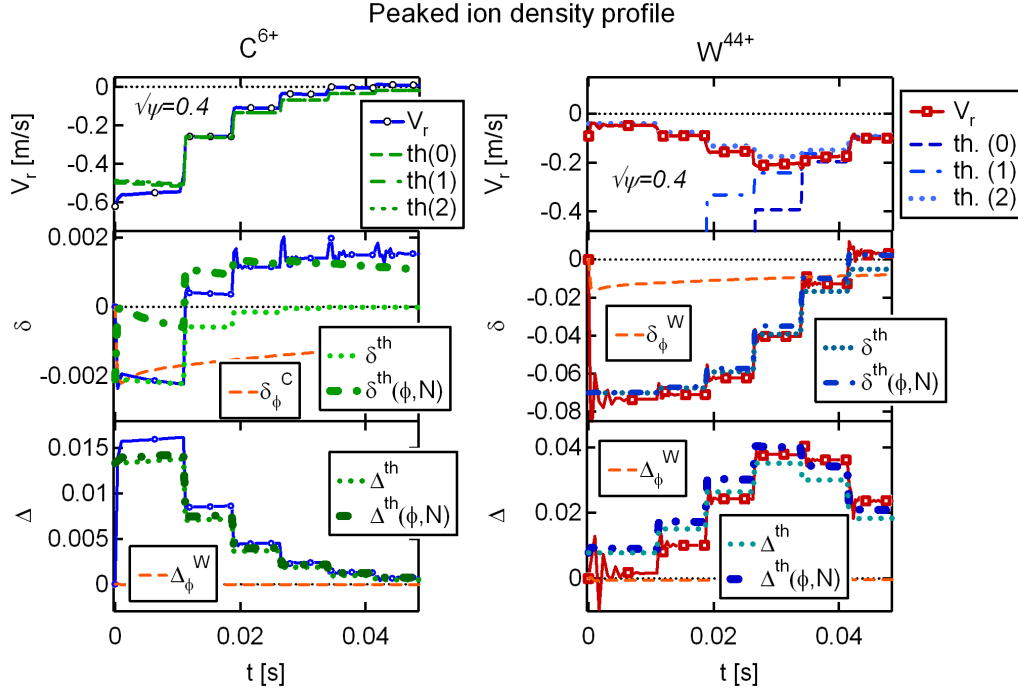 Peaked ion density profile
C6+
W44+
Vr [m/s]
0
-0.2
-0.4
-0.6
√ψ=0.4
Vr
th(0)
th(1)
th(2)
Vr [m/s]
0
-0.2
-0.4
√ψ=0.4
Vr
th. (0)
th. (1)
th. (2)
δ
0.002
0
-0.002
δϕC
δth
δth(ϕ,N)
δ
0
-0.02
-0.04
-0.06
-0.08
δϕW
δth
δth(ϕ,N)
Δ
0.015
0.01
0.005
0
Δth
Δth(ϕ,N)
ΔϕW
0
0.02
0.04
t [s]
Δ
0.04
0.02
0
ΔϕW
Δth
Δth(ϕ,N)
0
0.02
0.04
t [s]